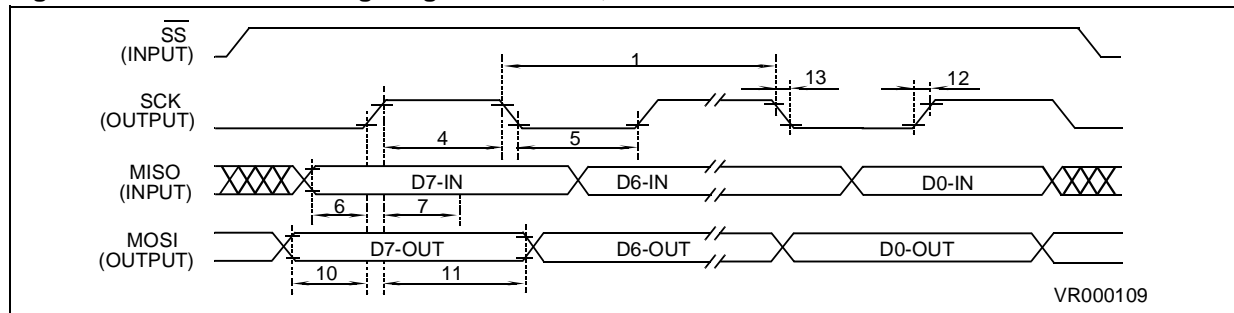 SS
(INPUT)
1
13
12
SCK
(OUTPUT)
4
5
MISO
(INPUT)
D7-IN
D6-IN
D0-IN
6
7
MOSI
(OUTPUT)
D7-OUT
D6-OUT
D0-OUT
10
11
VR000109